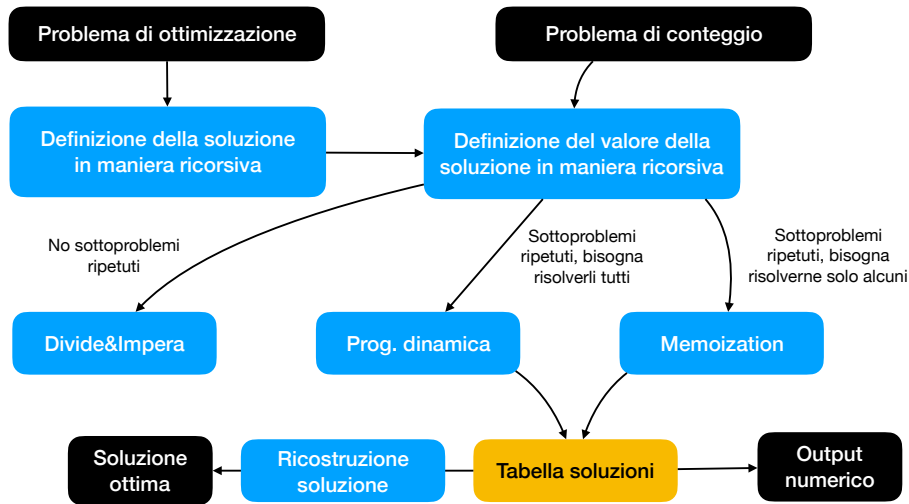 Problema di ottimizzazione
Problema di conteggio
Definizione della soluzione
in maniera ricorsiva
Definizione del valore della
soluzione in maniera ricorsiva
No sottoproblemi
ripetuti
Sottoproblemi
ripetuti, bisogna
risolverli tutti
Sottoproblemi
ripetuti, bisogna
risolverne solo alcuni
Divide&Impera
Prog. dinamica
Memoization
Soluzione
ottima
Ricostruzione
soluzione
Tabella soluzioni
Output
numerico